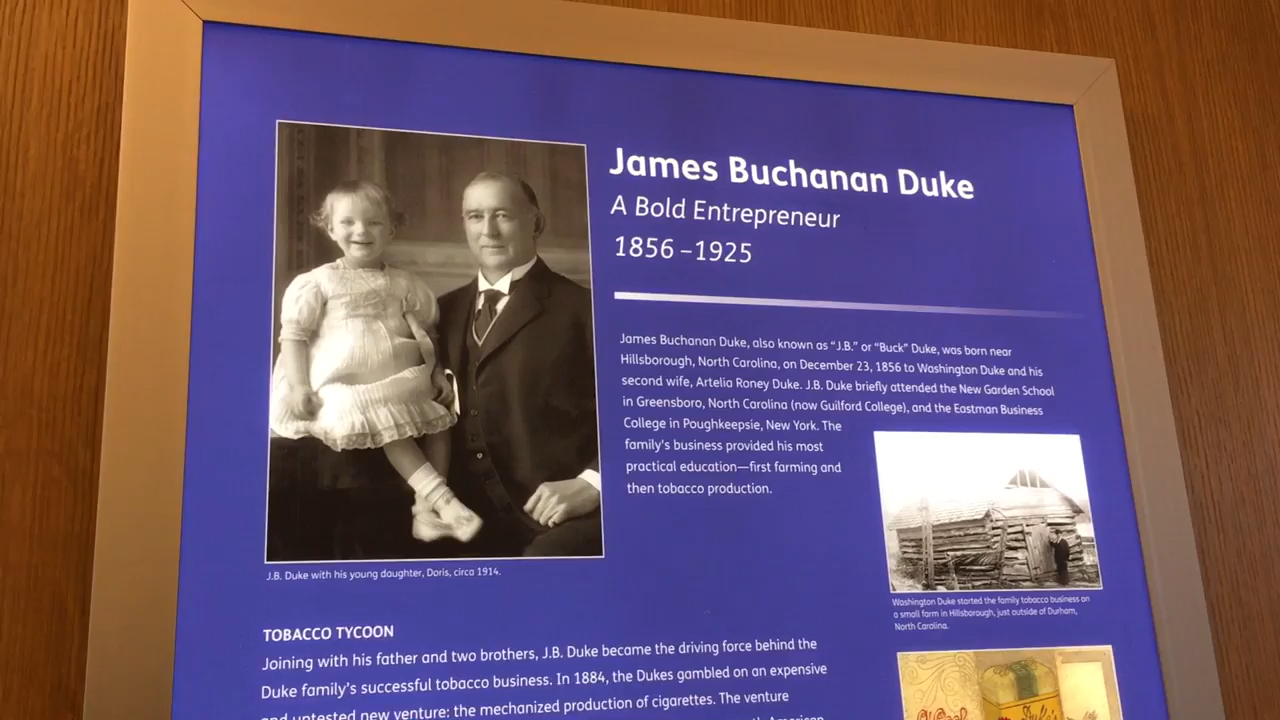 James Buchanan Duke
A Bold Entrepreneur
1856 –1925
James Buchanan Duke, also known as “J.B.” or “Buck” Duke, was born near
Hillsborough, North Carolina, on December 23, 1856 to Washington Duke and his
second wife, Artelia Roney Duke. J.B. Duke briefly attended the New Garden School
in Greensboro, North Carolina (now Guilford College), and the Eastman Business
College in Poughkeepsie, New York. The
family’s business provided his most
practical education—first farming and
then tobacco production.
J.B. Duke with his young daughter, Doris, circa 1914.
Washington Duke started the family tobacco business on
a small farm in Hillsborough, just outside of Durham,
North Carolina.
TOBACCO TYCOON
Joining with his father and two brothers, J.B. Duke became the driving force behind the
Duke family’s successful tobacco business. In 1884, the Dukes gambled on an expensive
and untested new venture: the mechanized production of cigarettes. The venture
American
Duke's